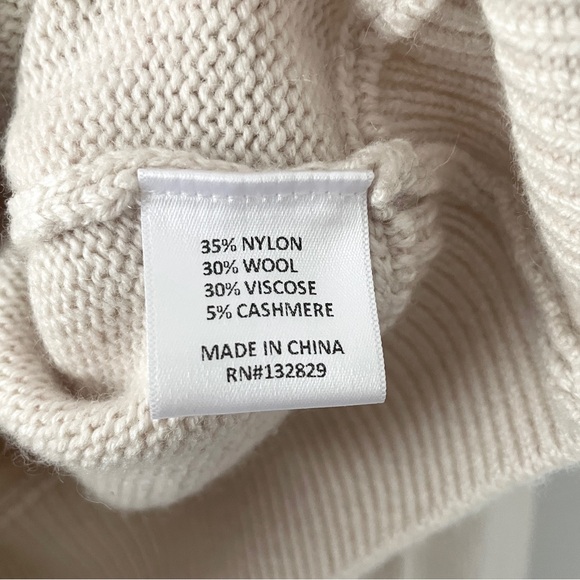 35% NYLON
30% WOOL
30% VISCOSE
5% CASHMERE
MADE IN CHINA
RN#132829